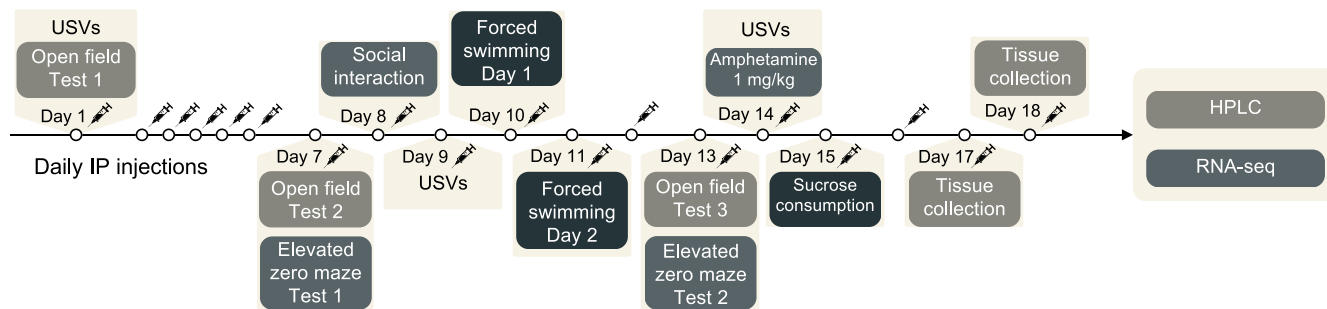 USVs
Open field
Test 1
Day 1
Daily IP injections
Day 7
Open field
Test 2
Elevated
zero maze
Test 1
Social
interaction
Day 8
Day 9
USVs
Forced
swimming
Day 1
Day 10
Day 11
Forced
swimming
Day 2
Day 13
Open field
Test 3
Elevated
zero maze
Test 2
USVs
Amphetamine
1 mg/kg
Day 14
Day 15
Sucrose
consumption
Day 17
Tissue
collection
Tissue
collection
Day 18
HPLC
RNA-seq